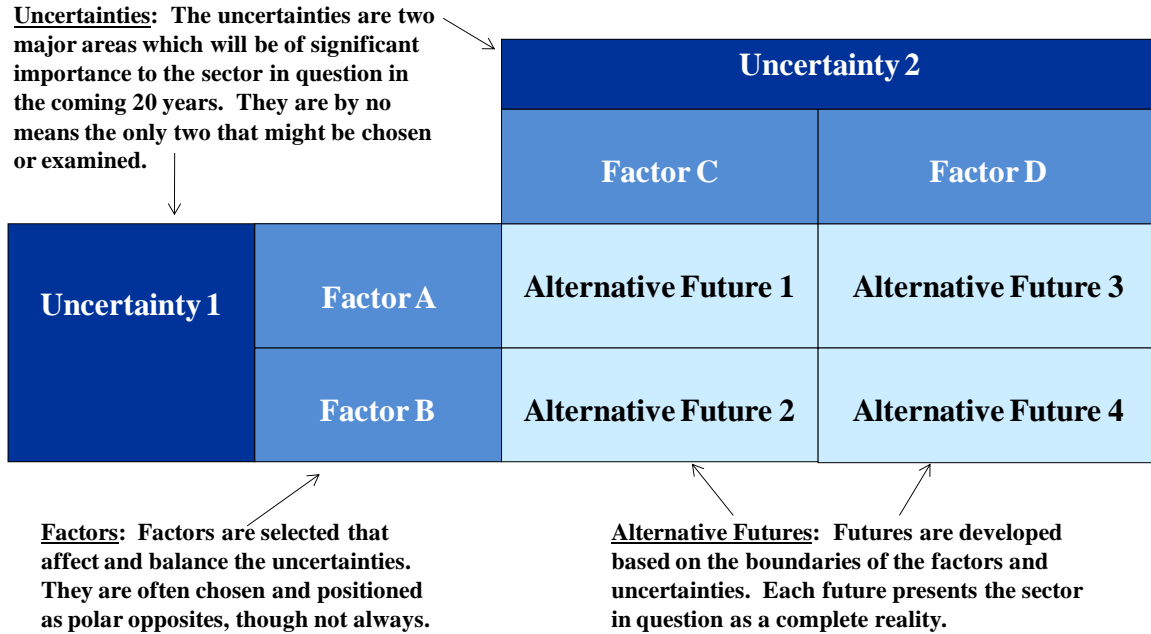 Uncertainties: The uncertainties are two
major areas which will be of significant
importance to the sector in question in
the coming 20 years. They are by no
means the only two that might be chosen
or examined.
Uncertainty 2
Factor C
Factor D
Uncertainty 1
Factor A
Alternative Future 1
Alternative Future 3
Factor B
Alternative Future 2
Alternative Future 4
Factors: Factors are selected that
affect and balance the uncertainties.
They are often chosen and positioned
as polar opposites, though not always.
Alternative Futures: Futures are developed
based on the boundaries of the factors and
uncertainties. Each future presents the sector
in question as a complete reality.